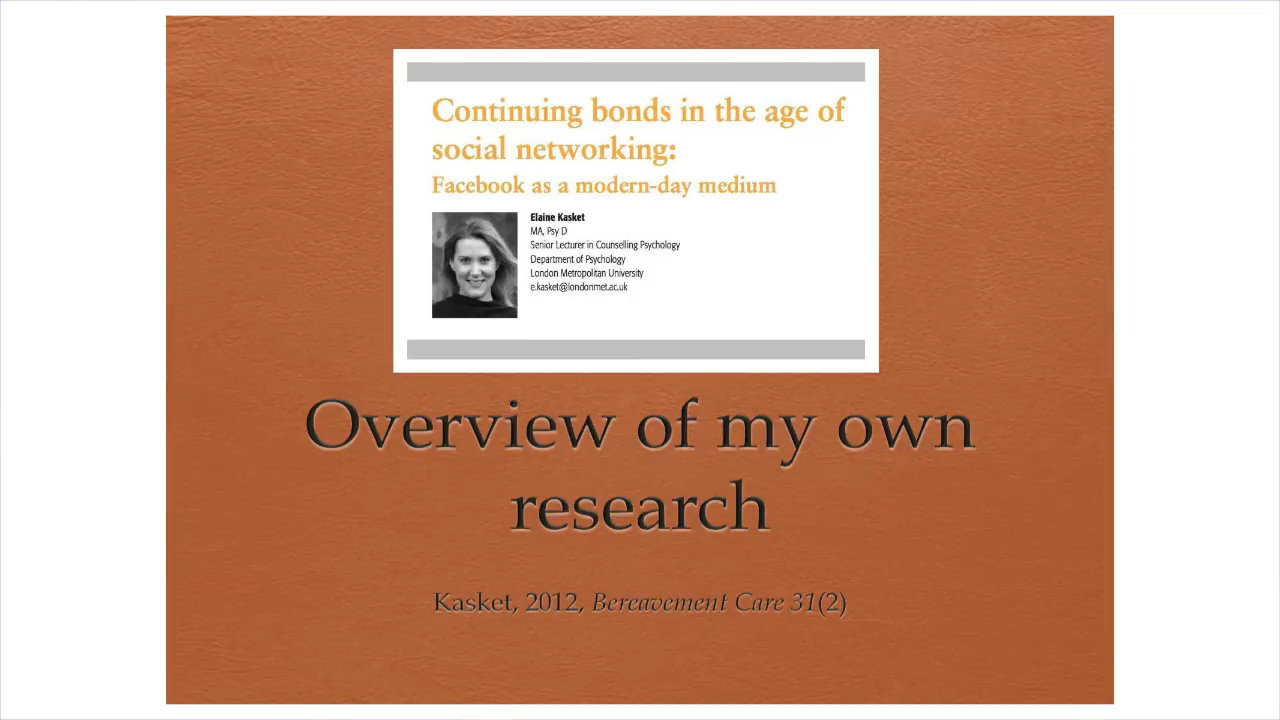 Continuing bonds in the age of
social networking:
Facebook as a modern-day medium
Elaine Kasket
MA, Psy D
Senior Lecturer in Counselling Psychology
Department of Psychology
London Metropolitan University
e.kasket@londonmet.ac.uk
Overview of my own
research
Kasket, 2012, Bereavement Care 31(2)